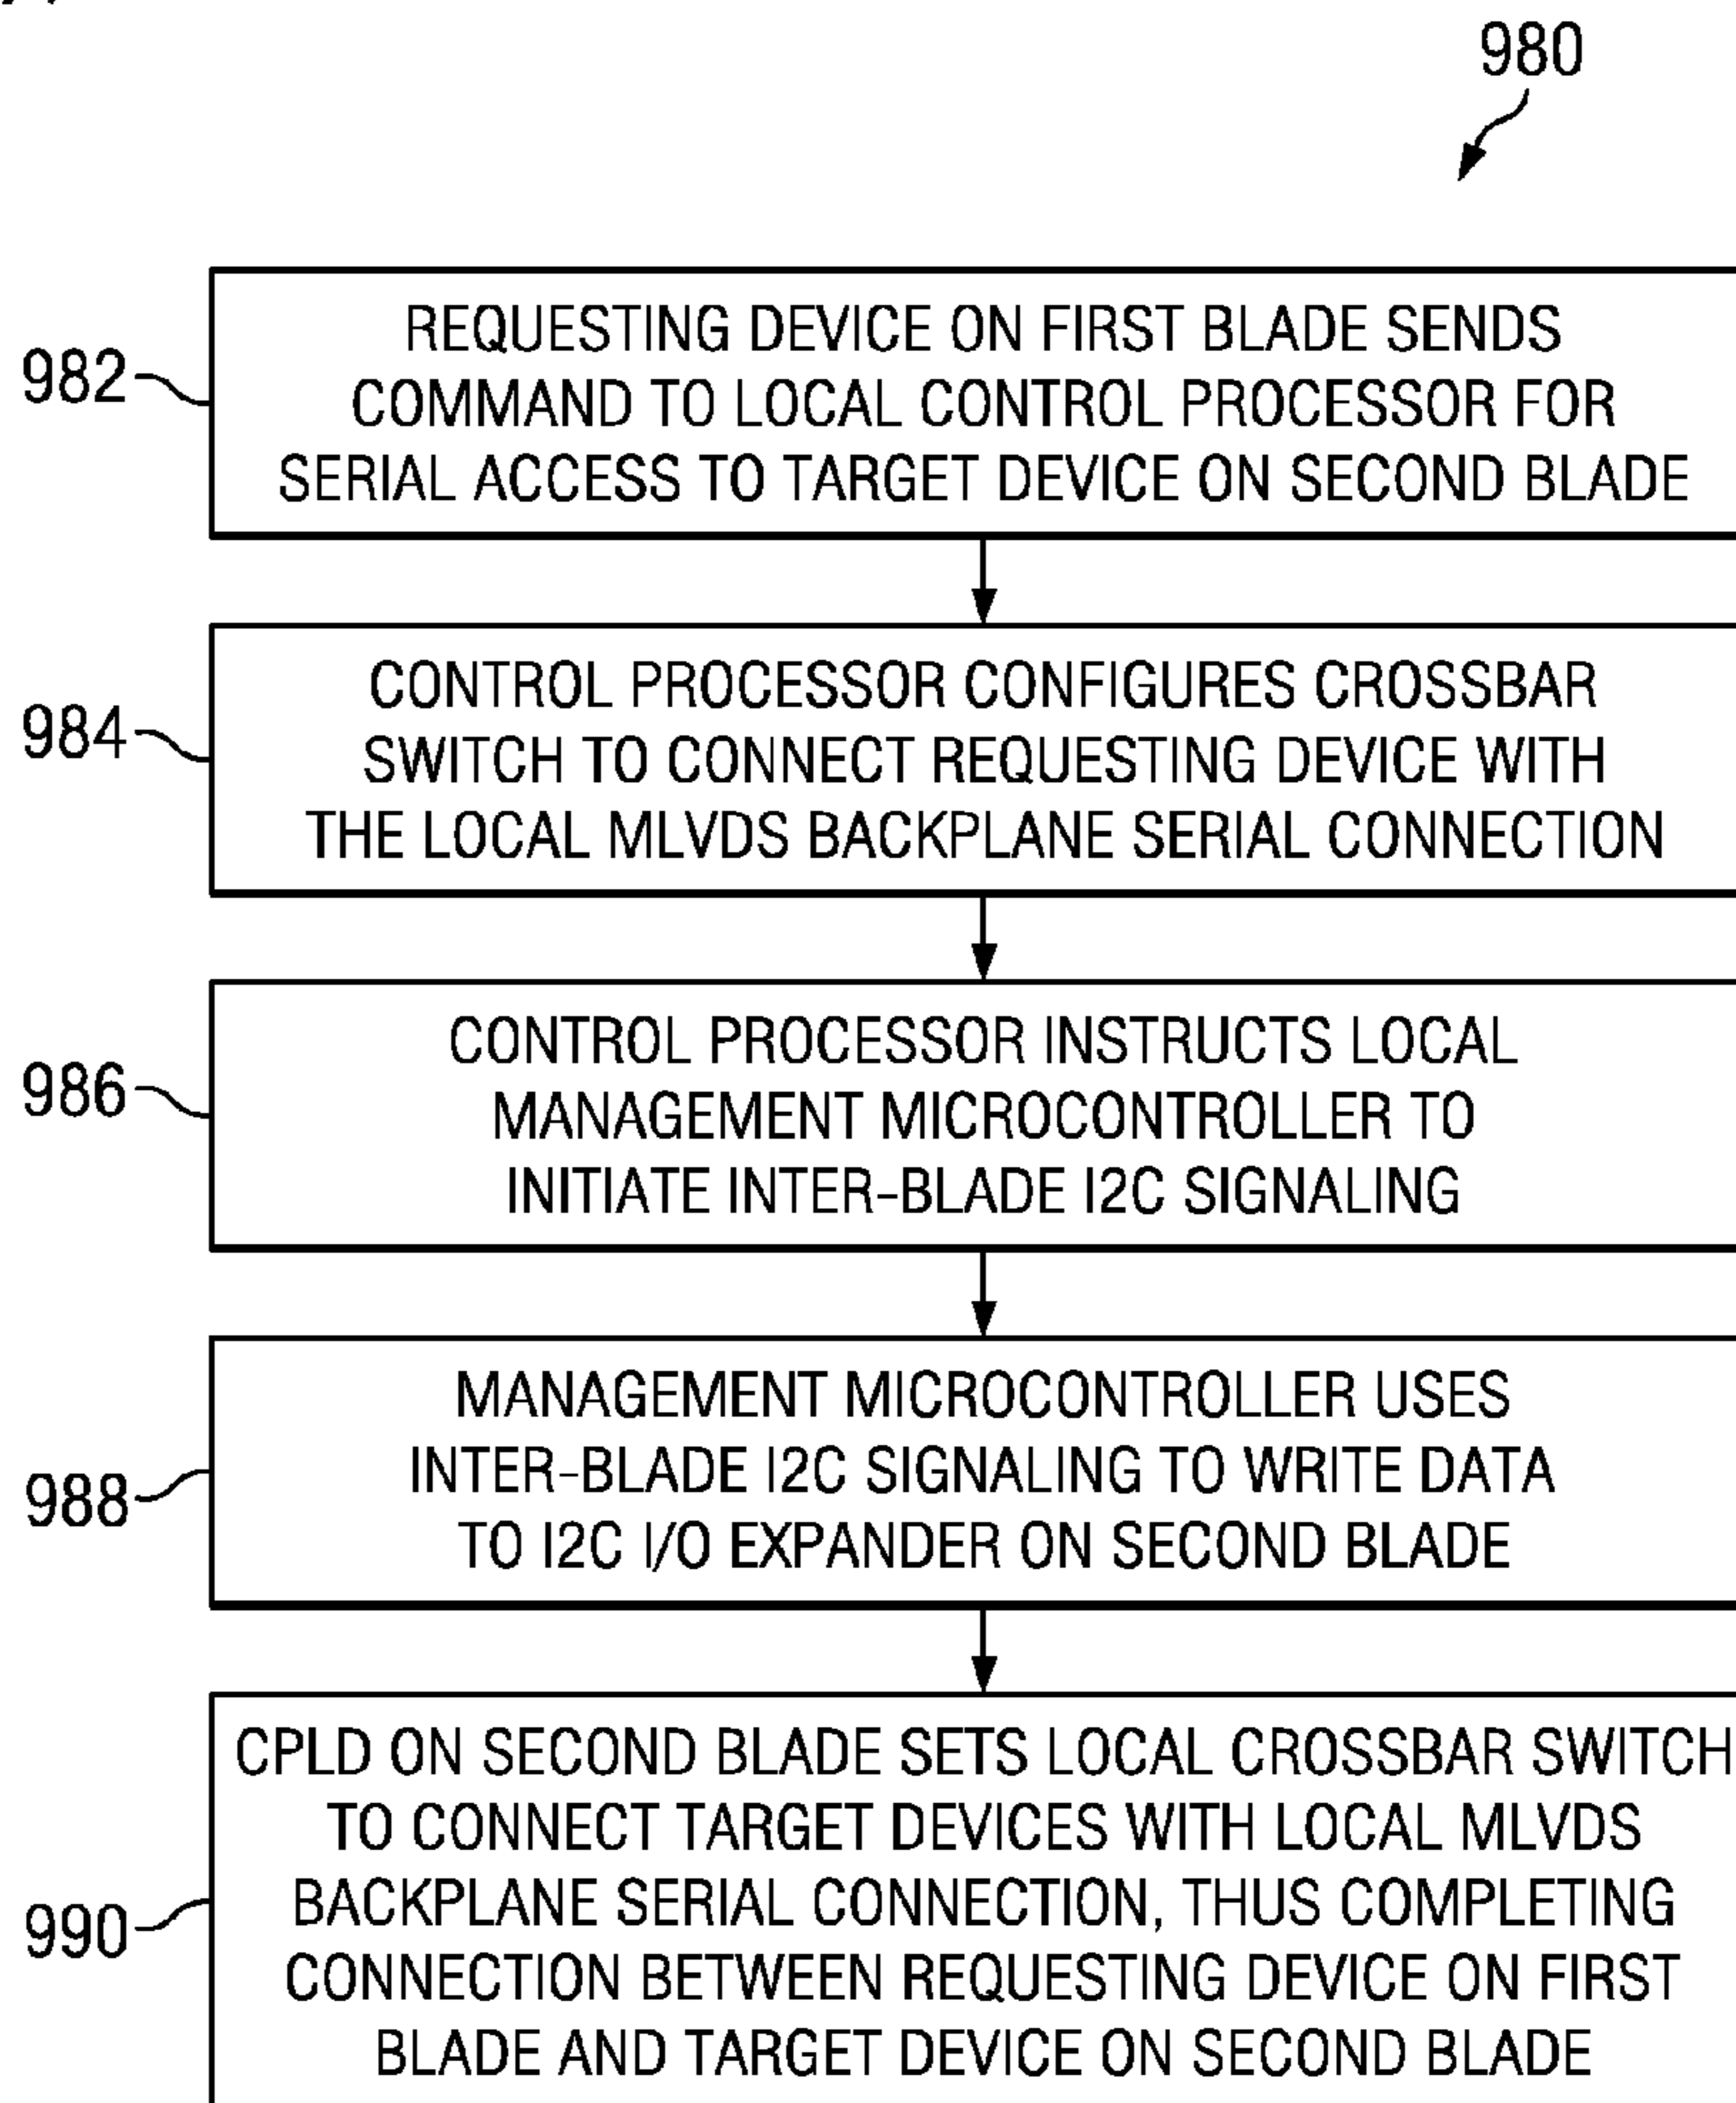 980
982
REQUESTING DEVICE ON FIRST BLADE SENDS
COMMAND TO LOCAL CONTROL PROCESSOR FOR
SERIAL ACCESS TO TARGET DEVICE ON SECOND BLADE
984
CONTROL PROCESSOR CONFIGURES CROSSBAR
SWITCH TO CONNECT REQUESTING DEVICE WITH
THE LOCAL MLVDS BACKPLANE SERIAL CONNECTION
986
CONTROL PROCESSOR INSTRUCTS LOCAL
MANAGEMENT MICROCONTROLLER TO
INITIATE INTER-BLADE I2C SIGNALING
988
MANAGEMENT MICROCONTROLLER USES
INTER-BLADE I2C SIGNALING TO WRITE DATA
TO I2C I/O EXPANDER ON SECOND BLADE
990
CPLD ON SECOND BLADE SETS LOCAL CROSSBAR SWITCH
TO CONNECT TARGET DEVICES WITH LOCAL MLVDS
BACKPLANE SERIAL CONNECTION, THUS COMPLETING
CONNECTION BETWEEN REQUESTING DEVICE ON FIRST
BLADE AND TARGET DEVICE ON SECOND BLADE